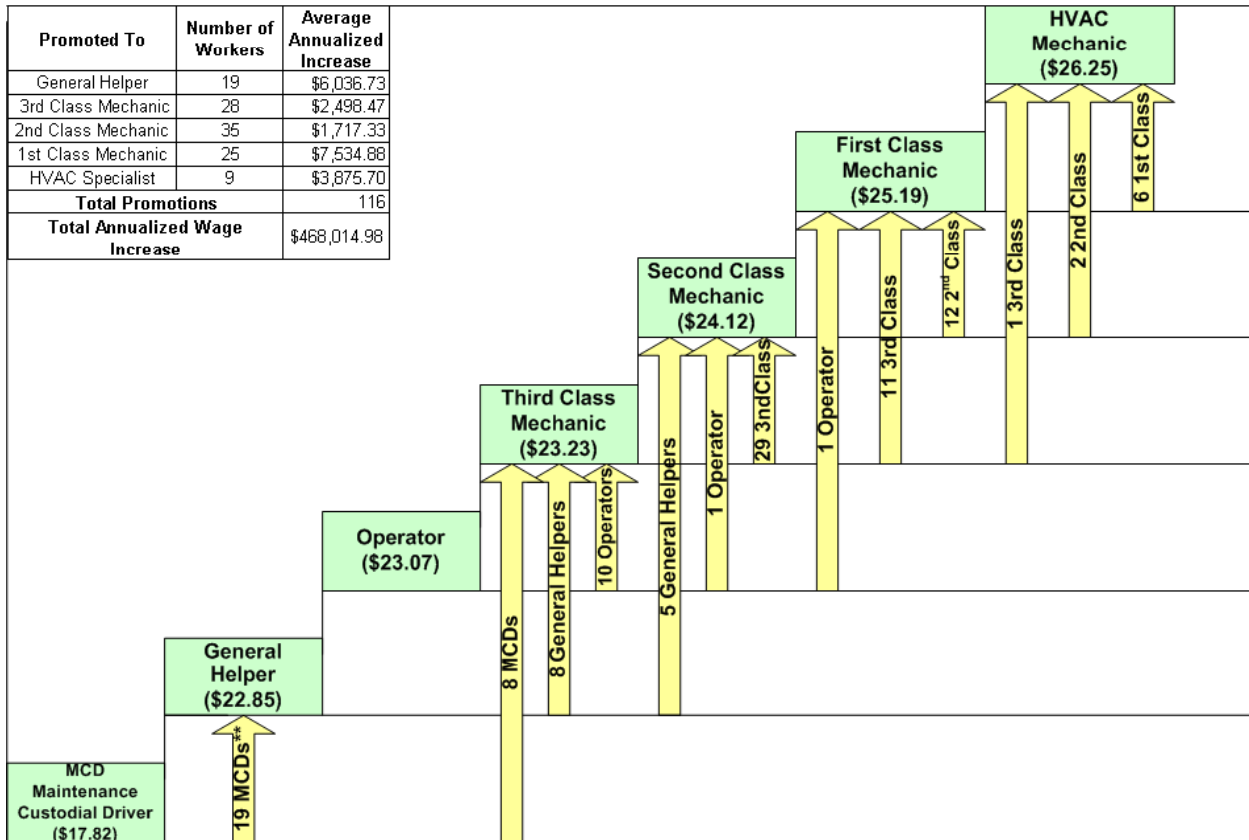 Promoted To Number of Workers Average Annualized Increase
General Helper 19 $6,036.73
3rd Class Mechanic 28 $2,498.47
2nd Class Mechanic 35 $1,717.33
1st Class Mechanic 25 $7,534.88
HVAC Specialist 9 $3,875.70
Total Promotions 116
Total Annualized Wage Increase $468,014.98
HVAC
Mechanic
($26.25)
1 3rd Class
2 2nd Class
6 1st Class
First Class
Mechanic
($25.19)
1 Operator
11 3rd Class
12 2nd Class
Second Class
Mechanic
($24.12)
5 General Helpers
1 Operator
29 3ndClass
Third Class
Mechanic
($23.23)
8 MCDs
8 General Helpers
10 Operators
Operator
($23.07)
General
Helper
($22.85)
19 MCDs**
MCD
Maintenance
Custodial Driver
($17.82)